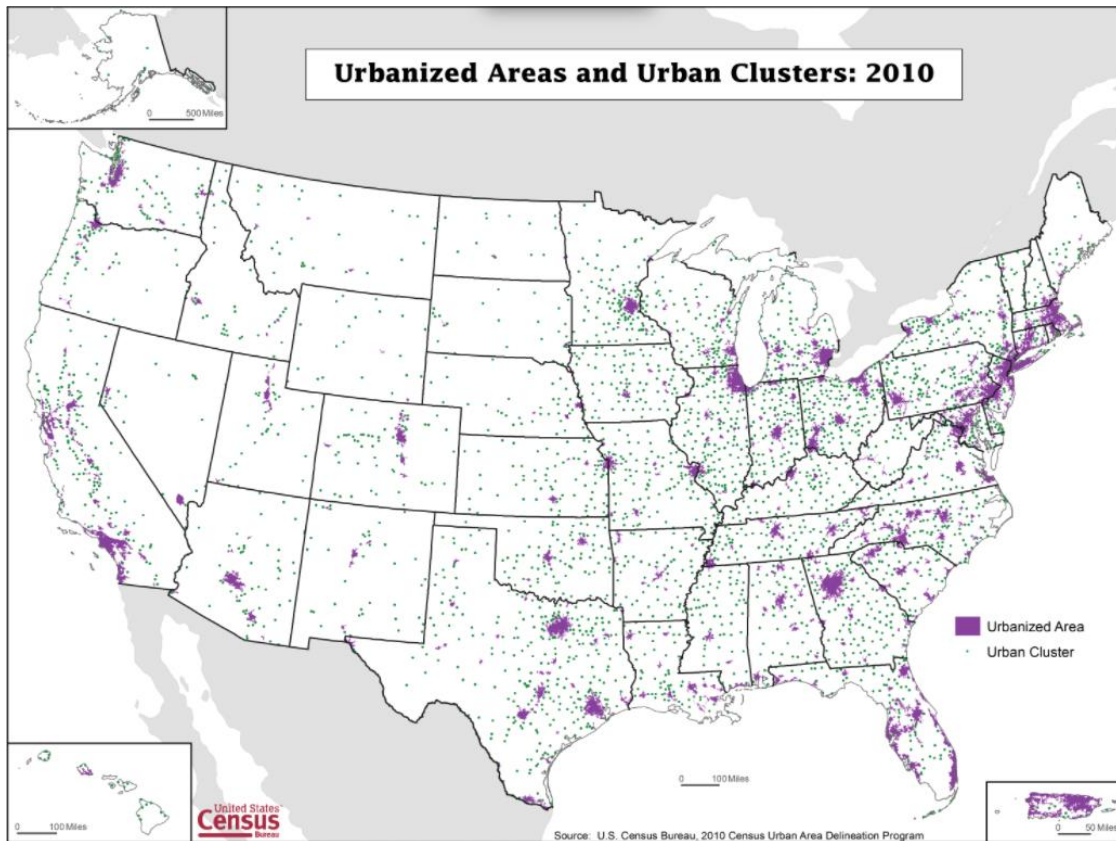 Urbanized Areas and Urban Clusters: 2010
0 500 Miles
Urbanized Area
Urban Cluster
0 100 Miles
0 100 Miles
United States
Census
Bureau
Source: U.S. Census Bureau, 2010 Census Urban Area Delineation Program
0 50 Miles